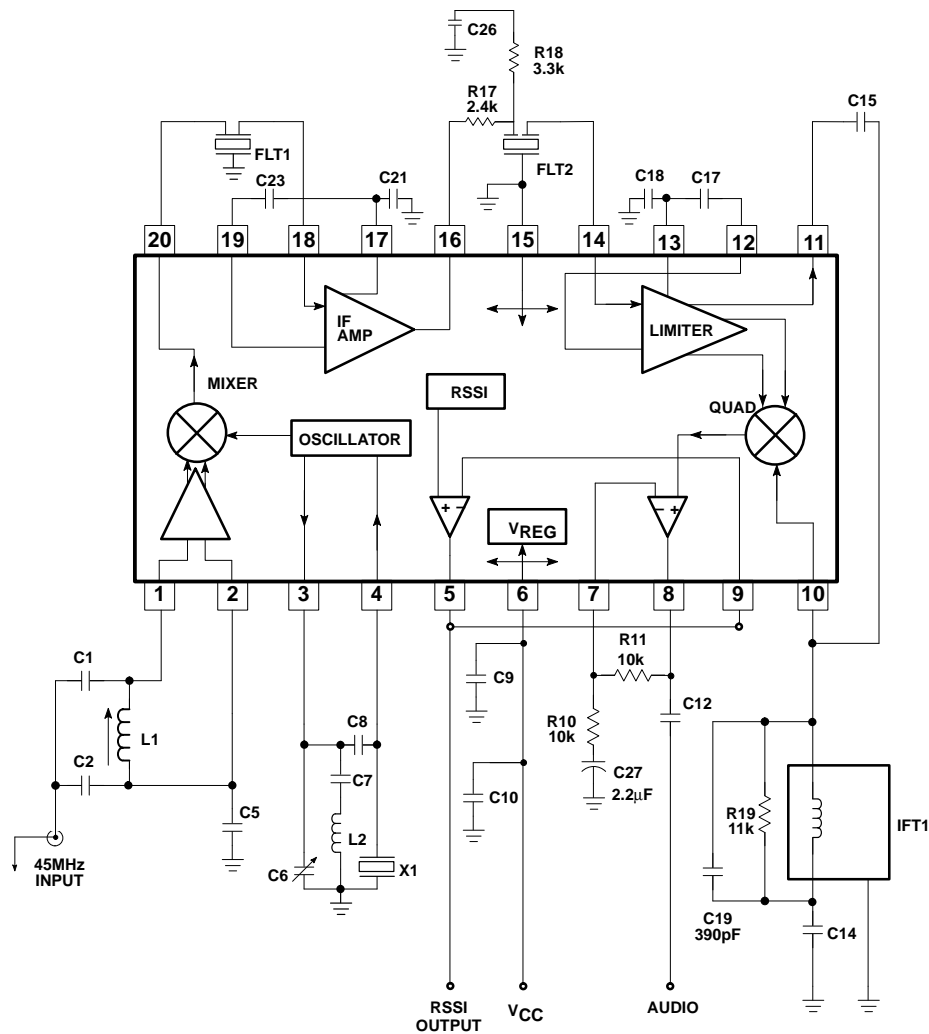 C26
R18
3.3k
R17
2.4k
C15
FLT1
FLT2
C23
C21
C18
C17
20
19
18
17
16
15
14
13
12
11
IF
AMP
LIMITER
MIXER
RSSI
QUAD
OSCILLATOR
+ −
VREG
− +
1
2
3
4
5
6
7
8
9
10
R11
10k
C1
C9
C12
L1
C8
R10
10k
C2
C7
C27
2.2μF
C10
C5
L2
R19
11k
IFT1
45MHz
INPUT
C6
X1
C19
390pF
C14
RSSI
OUTPUT
VCC
AUDIO